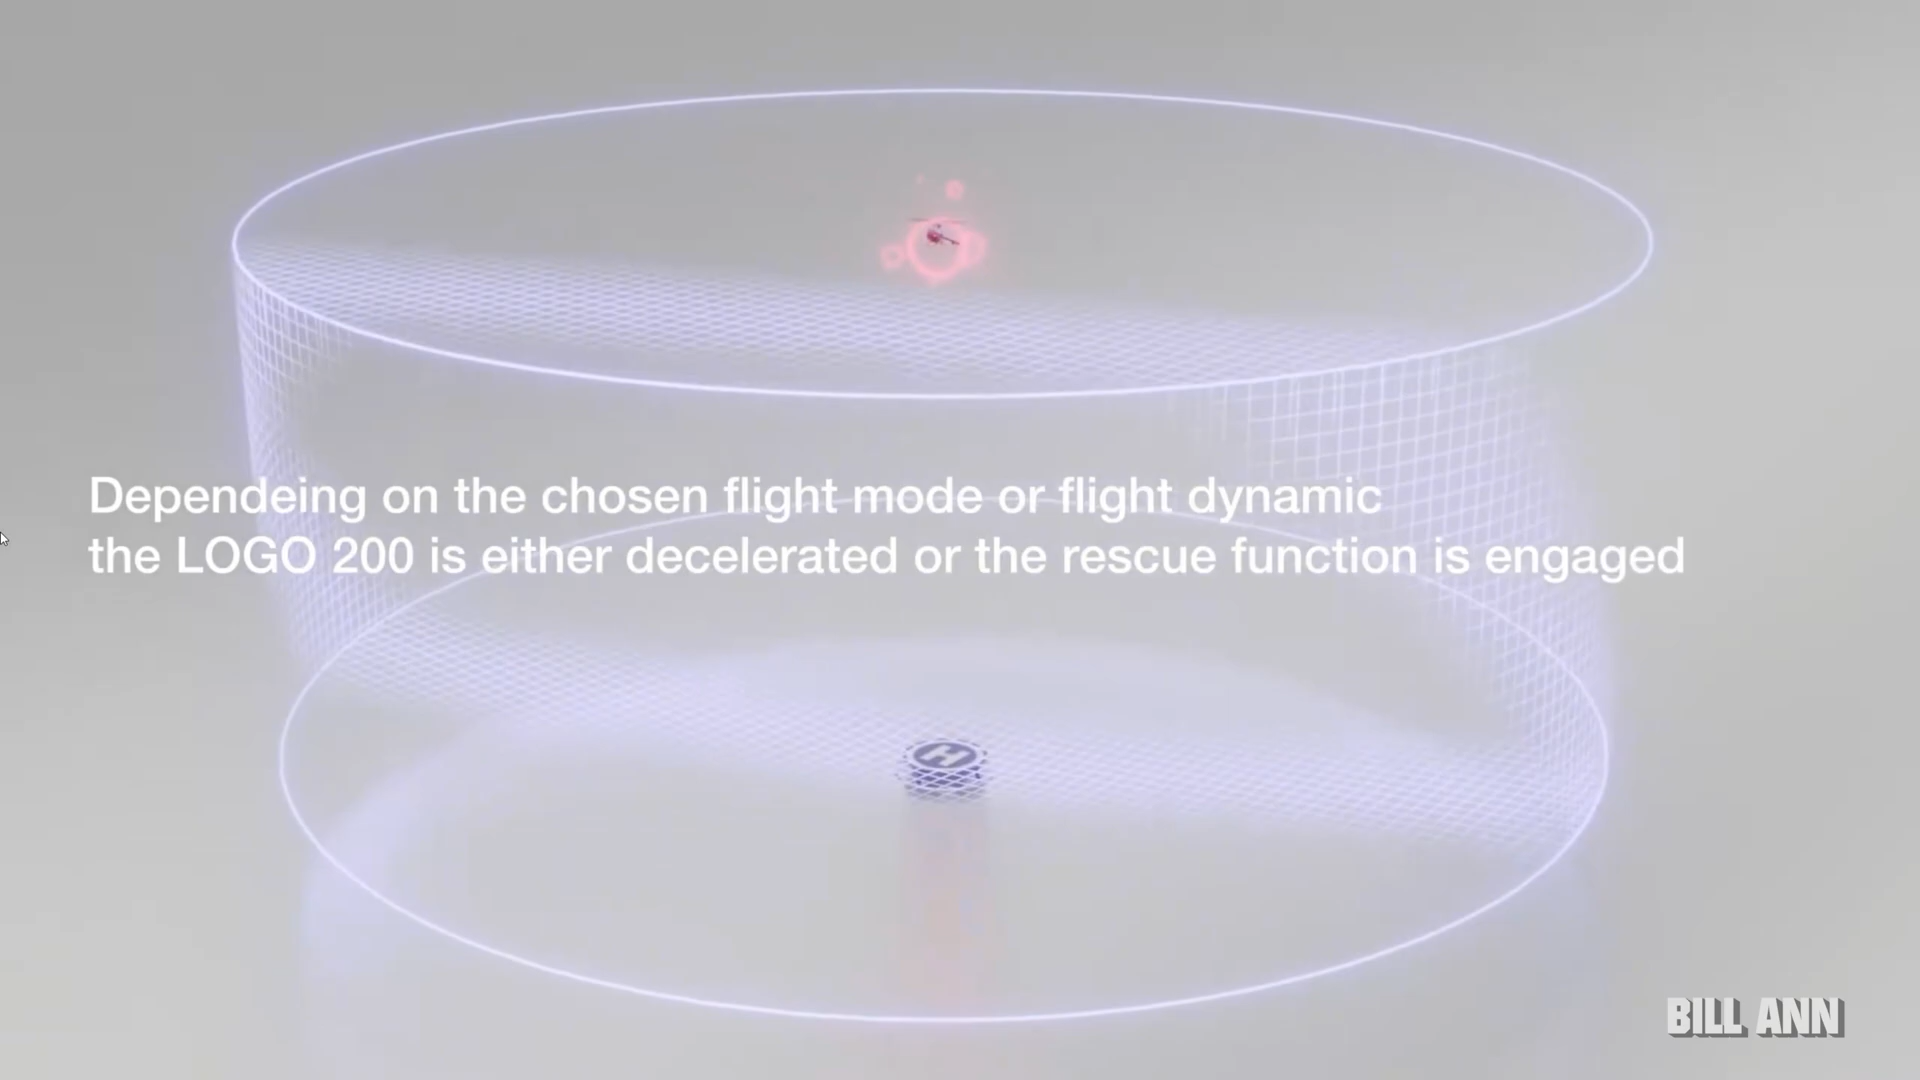 Dependeing on the chosen flight mode or flight dynamic
the LOGO 200 is either decelerated or the rescue function is engaged
H
BILL ANN